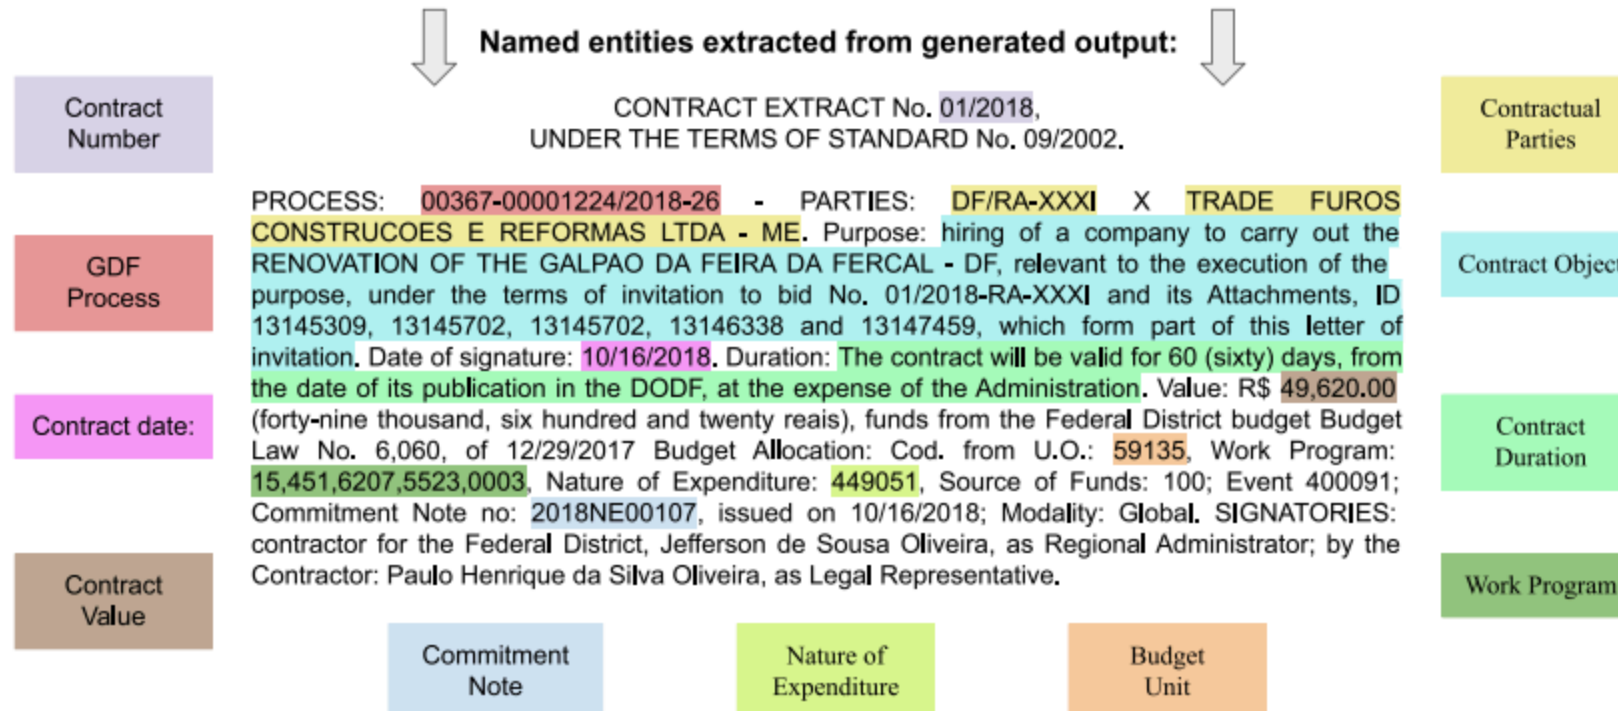 Named entities extracted from generated output:
Contract
Number
CONTRACT EXTRACT No. 01/2018,
UNDER THE TERMS OF STANDARD No. 09/2002.
Contractual
Parties
PROCESS: 00367-00001224/2018-26 - PARTIES: DF/RA-XXXI X TRADE FUROS
CONSTRUCOES E REFORMAS LTDA - ME. Purpose: hiring of a company to carry out the
RENOVATION OF THE GALPAO DA FEIRA DA FERCAL - DF, relevant to the execution of the
purpose, under the terms of invitation to bid No. 01/2018-RA-XXXI and its Attachments, ID
13145309, 13145702, 13145702, 13146338 and 13147459, which form part of this letter of
invitation. Date of signature: 10/16/2018. Duration: The contract will be valid for 60 (sixty) days, from
the date of its publication in the DODF, at the expense of the Administration. Value: R$ 49,620.00
(forty-nine thousand, six hundred and twenty reais), funds from the Federal District budget Budget
Law No. 6,060, of 12/29/2017 Budget Allocation: Cod. from U.O.: 59135, Work Program:
15,451,6207,5523,0003, Nature of Expenditure: 449051, Source of Funds: 100; Event 400091;
Commitment Note no: 2018NE00107, issued on 10/16/2018; Modality: Global. SIGNATORIES:
contractor for the Federal District, Jefferson de Sousa Oliveira, as Regional Administrator; by the
Contractor: Paulo Henrique da Silva Oliveira, as Legal Representative.
GDF
Process
Contract date:
Contract
Value
Contract Object
Contract
Duration
Work Program
Commitment
Note
Nature of
Expenditure
Budget
Unit